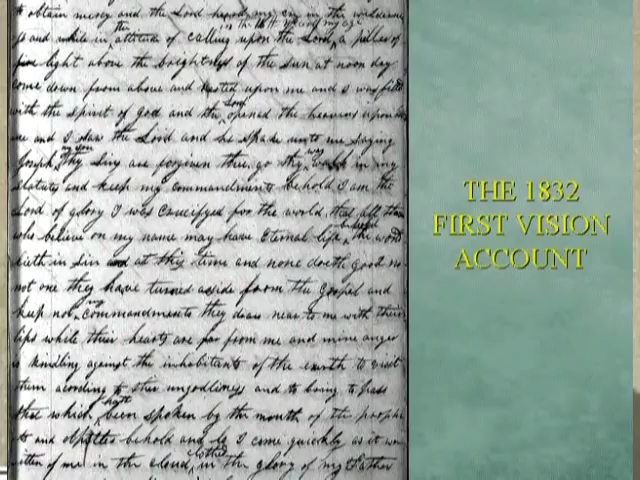 to obtain mercy and the Lord heard my cry in the wilderne
in the 16th year of my age
ss and while in the attitude of calling upon the Lord a piller of
fire light above the brightness of the sun at noon day
come down from above and rested upon me and I was filled
with the spirit of god and the Lord opened the heavens upon
me and I saw the Lord and he spake unto me saying
Joseph my son thy sins are forgiven thee. go thy way walk in my
statutes and keep my commandments behold I am the
Lord of glory I was crucifyed for the world that all those
who believe on my name may have Eternal life behold the world
lieth in sin and at this time and none doeth good no
not one they have turned asside from the gospel and
keep not my commandments they draw near to me with their
lips while their hearts are far from me and mine anger
is kindling against the inhabitants of the earth to visit
them acording to their ungodliness and to bring to pass
that which hath been spoken by the mouth of the prophe
ts and apostles behold and lo I come quickly as it wr
itten of me in the cloud clothed in the glory of my Father
THE 1832
FIRST VISION
ACCOUNT